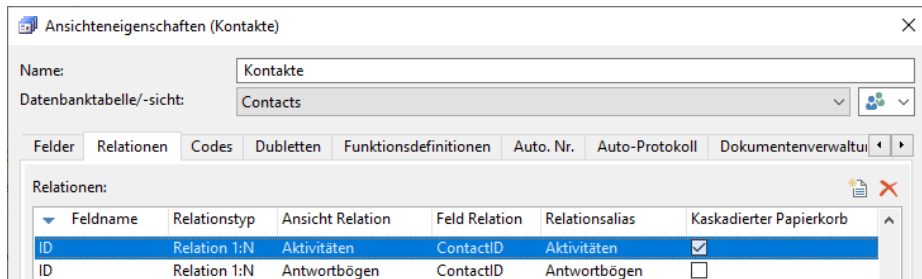 Ansichteneigenschaften (Kontakte)
Name: Kontakte
Datenbanktabelle/-sicht: Contacts
Felder Relationen Codes Dubletten Funktionsdefinitionen Auto. Nr. Auto-Protokoll Dokumentenverwaltu
Relationen:
Feldname Relationstyp Ansicht Relation Feld Relation Relationsalias Kaskadierter Papierkorb
ID Relation 1:N Aktivitäten ContactID Aktivitäten
ID Relation 1:N Antwortbögen ContactID Antwortbögen